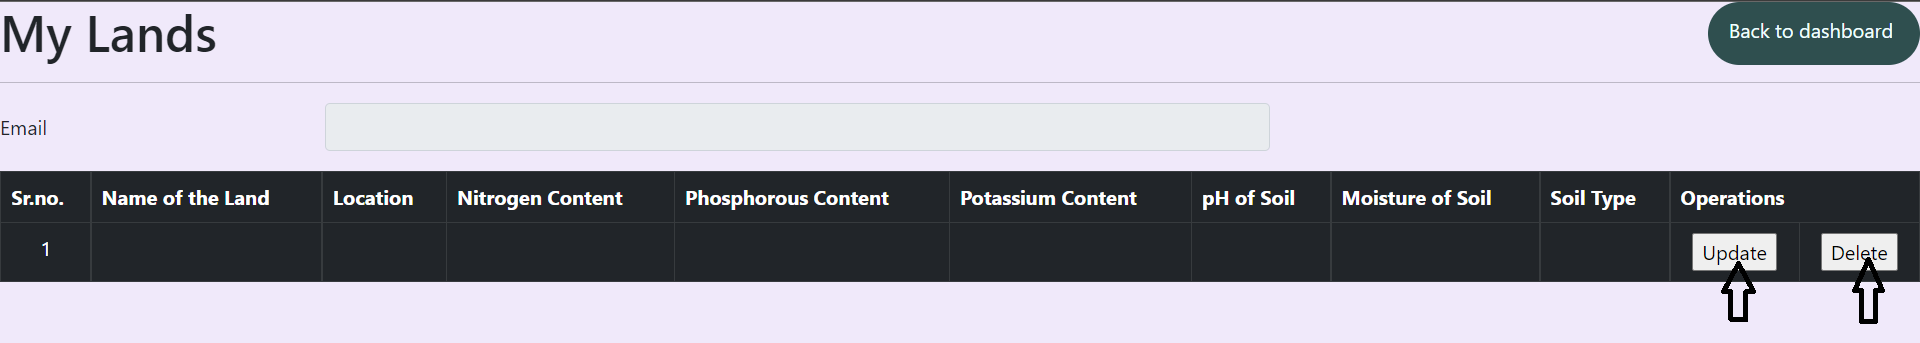 My Lands
Back to dashboard
Email
Sr.no. Name of the Land Location Nitrogen Content Phosphorous Content Potassium Content pH of Soil Moisture of Soil Soil Type Operations
1 Update Delete